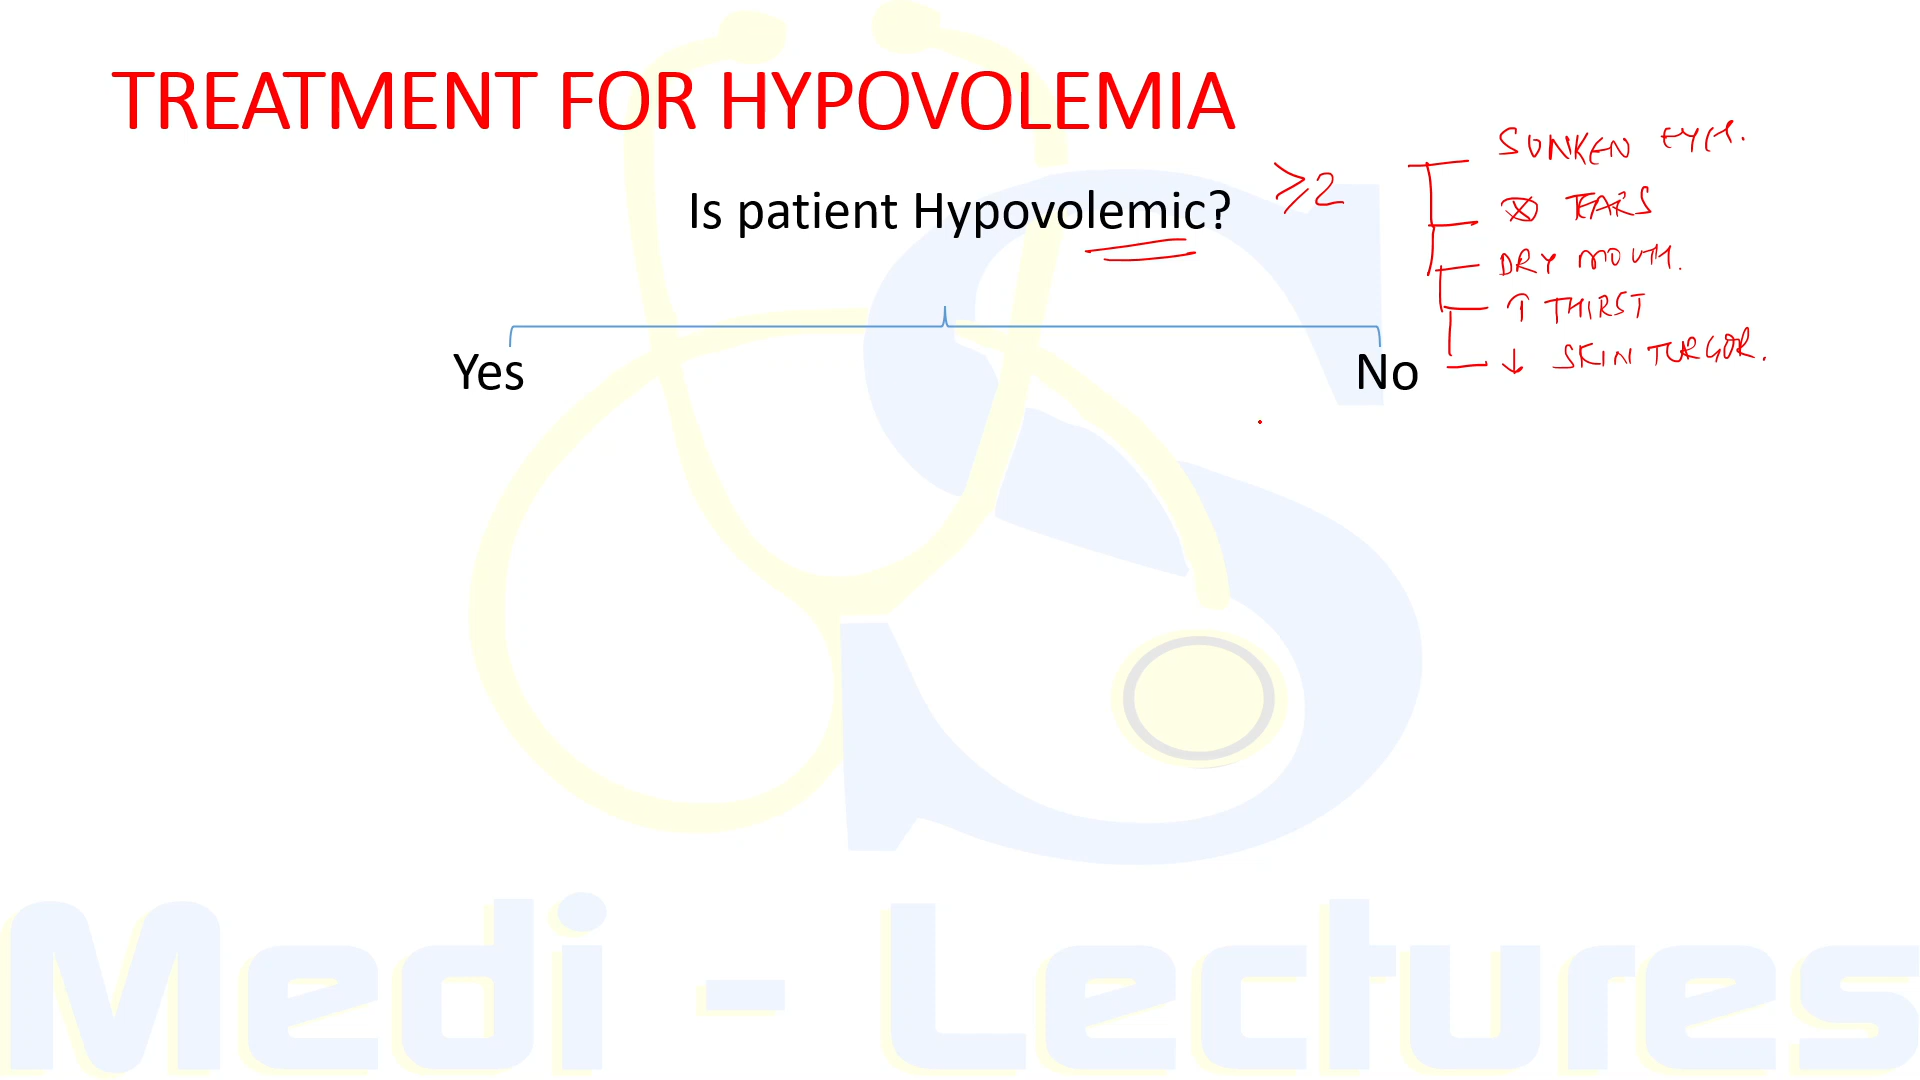 TREATMENT FOR HYPOVOLEMIA
Is patient Hypovolemic?
≥2
SUNKEN EYES.
TEARS
DRY MOUTH.
↑ THIRST
↓ SKIN TURGOR.
Yes
No
Medi - Lectures